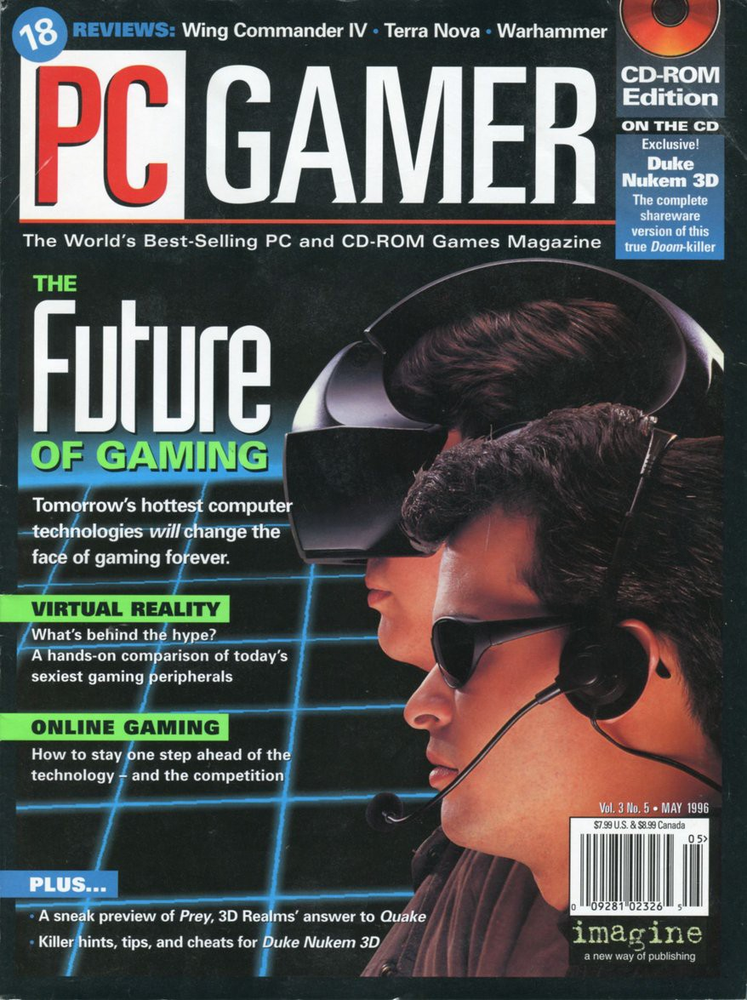 18 REVIEWS: Wing Commander IV • Terra Nova • Warhammer
PC GAMER
The World's Best-Selling PC and CD-ROM Games Magazine
CD-ROM
Edition
ON THE CD
Exclusive!
Duke
Nukem 3D
The complete
shareware
version of this
true Doom-killer
THE
Future
OF GAMING
Tomorrow's hottest computer
technologies will change the
face of gaming forever.
VIRTUAL REALITY
What's behind the hype?
A hands-on comparison of today's
sexiest gaming peripherals
ONLINE GAMING
How to stay one step ahead of the
technology – and the competition
PLUS...
• A sneak preview of Prey, 3D Realms' answer to Quake
• Killer hints, tips, and cheats for Duke Nukem 3D
Vol. 3 No. 5 • MAY 1996
$7.99 U.S. & $8.99 Canada
05>
0 09281 02326 5
imagine
a new way of publishing